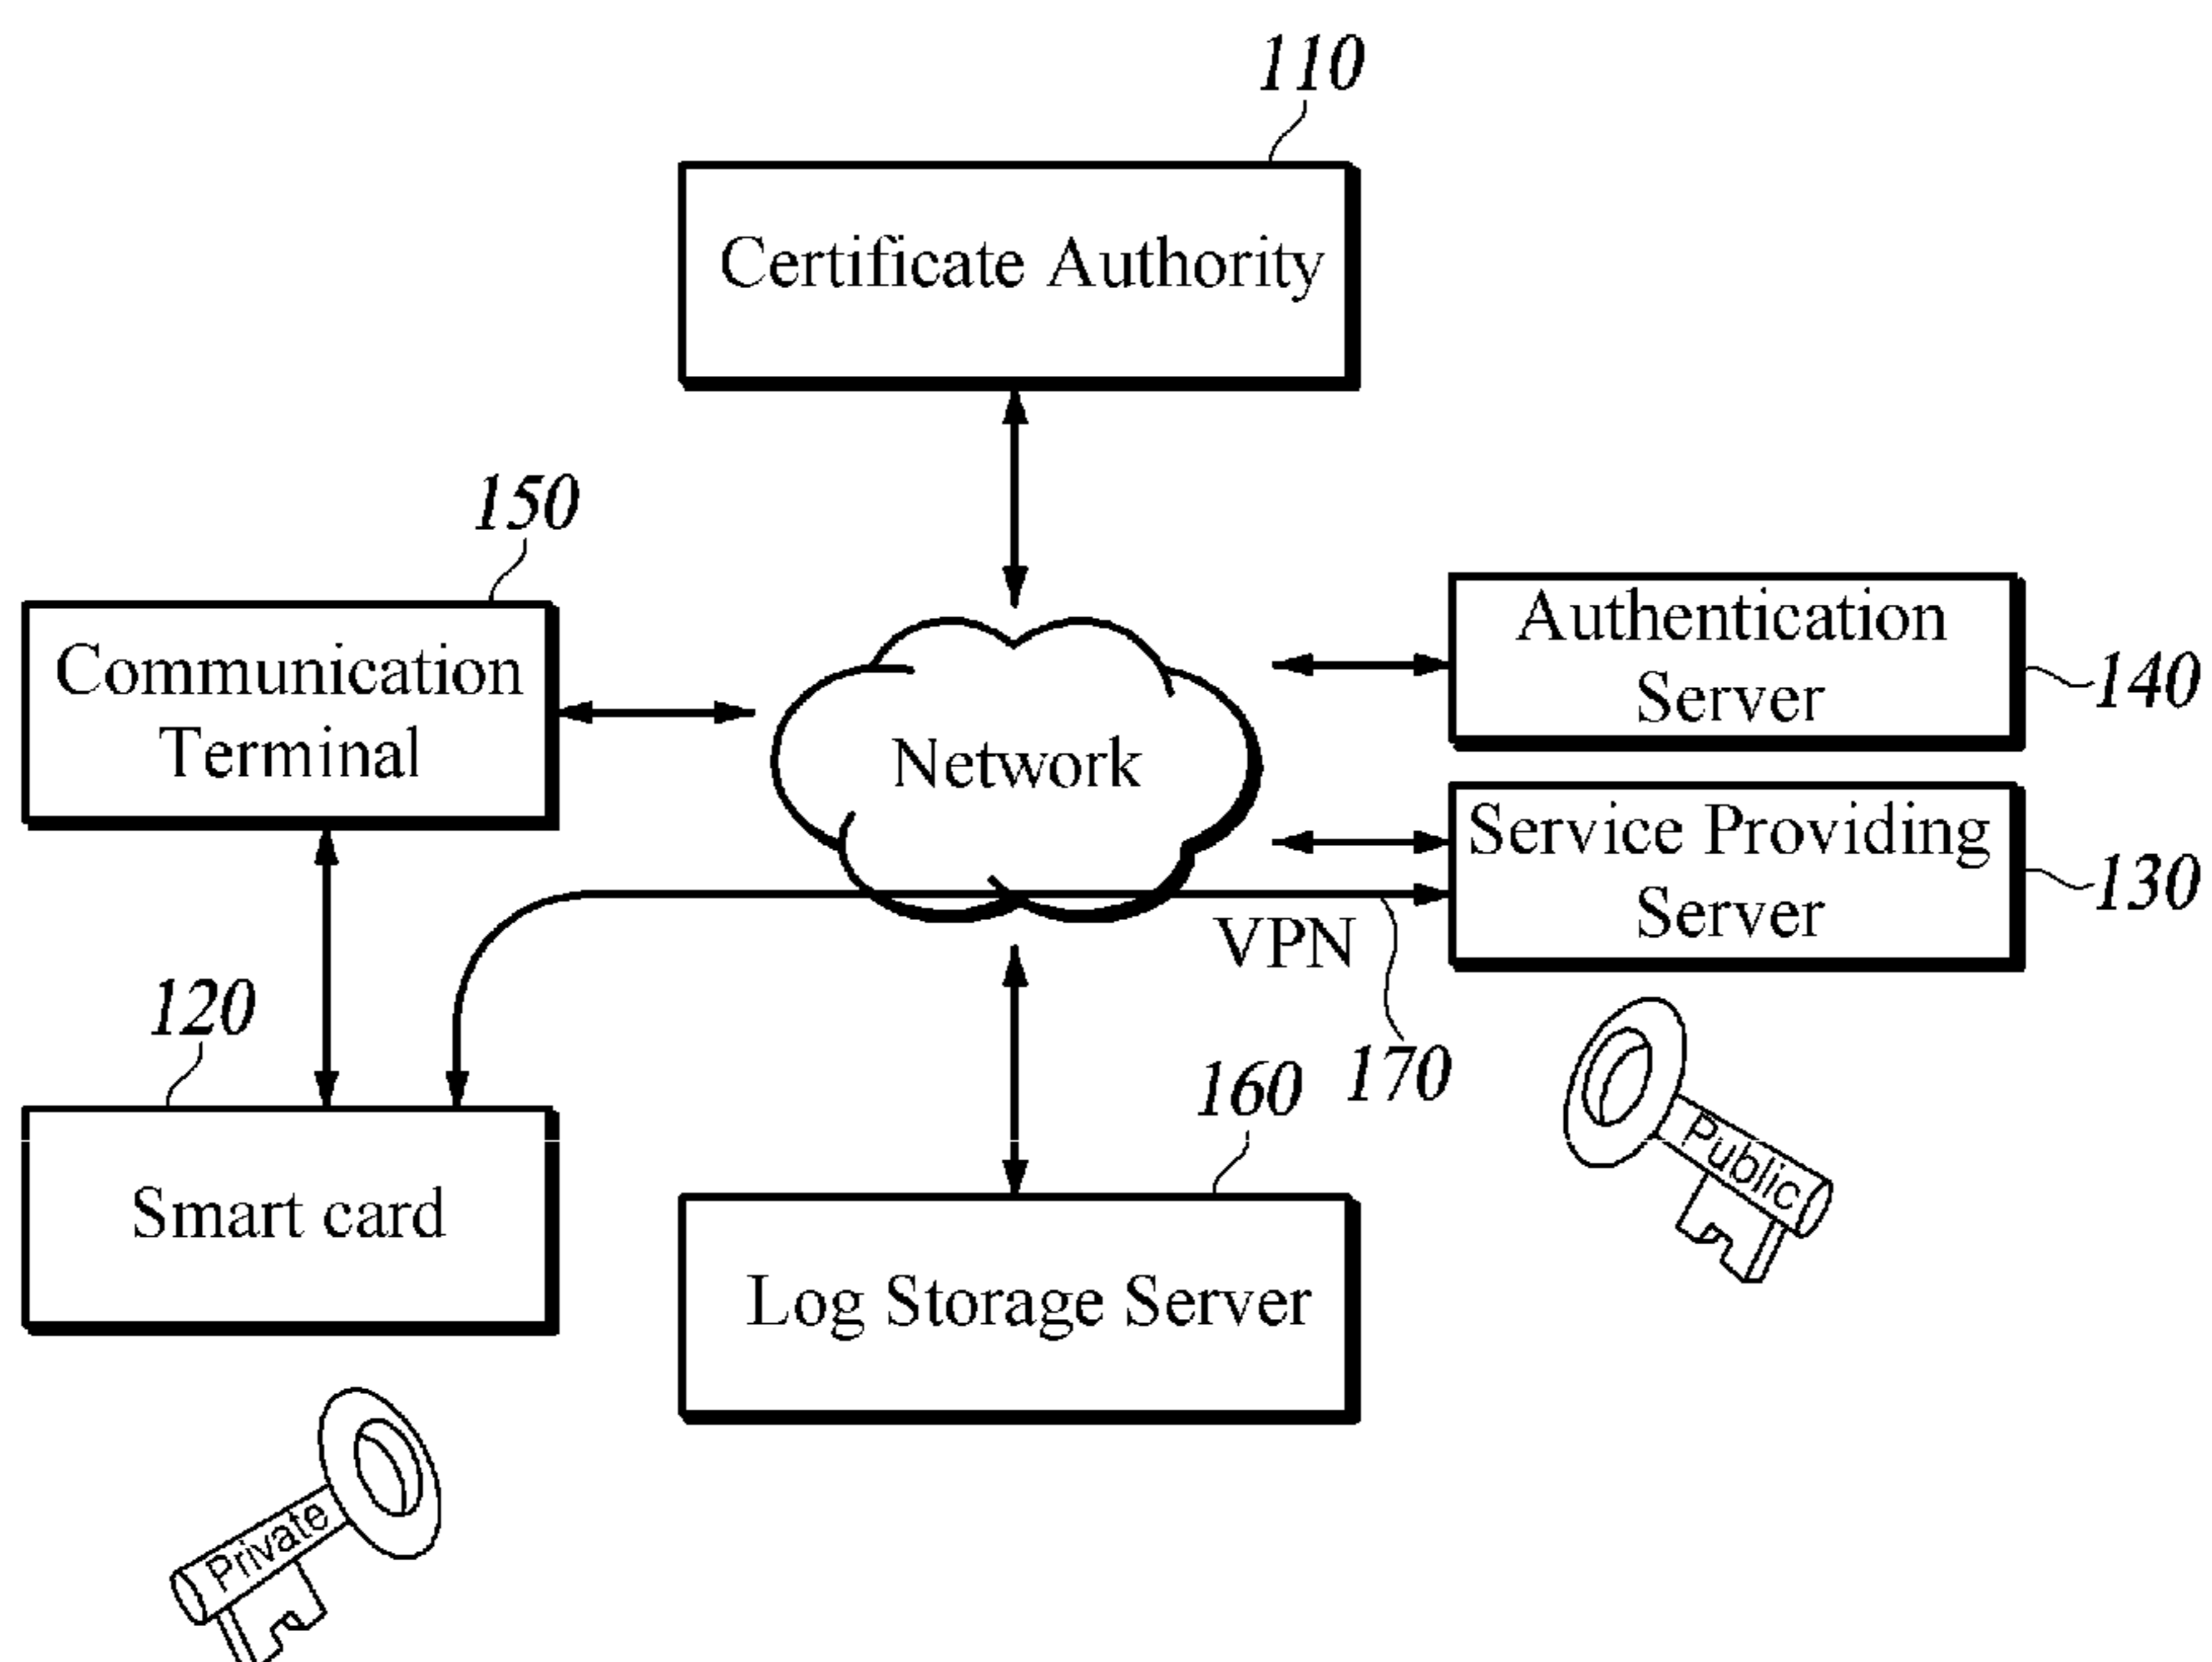 110
Certificate Authority
150
Communication
Terminal
Authentication
Server
140
Network
Service Providing
Server
130
VPN
170
120
Smart card
160
Log Storage Server
Public
Private